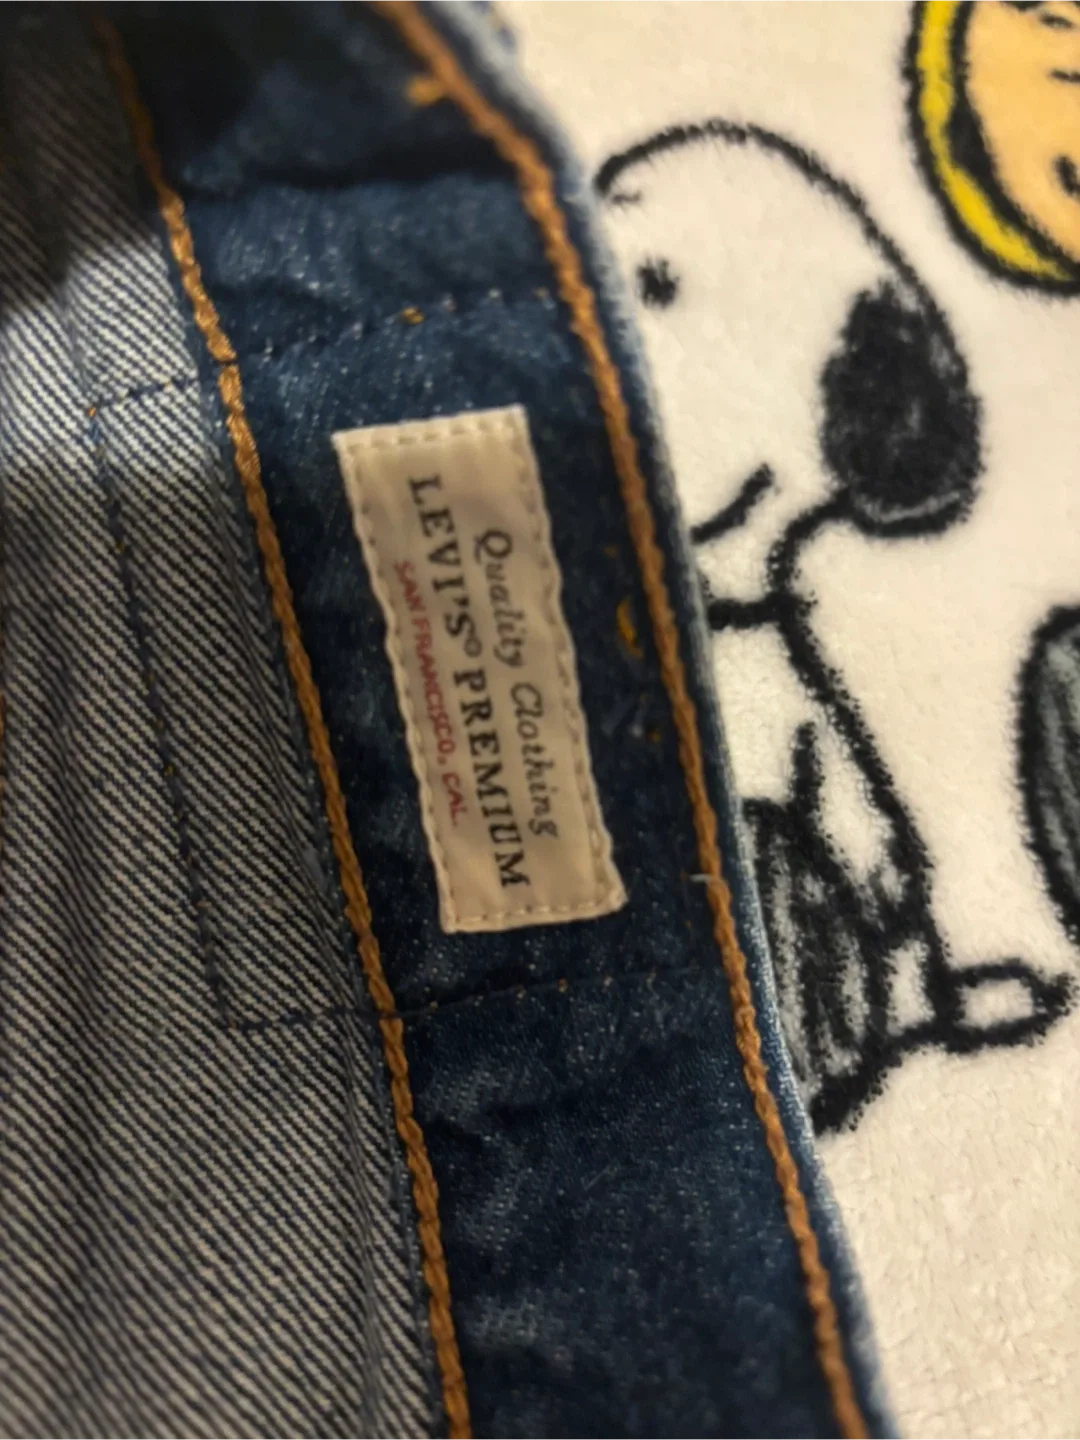 Quality Clothing
LEVI'S® PREMIUM
SAN FRANCISCO, CAL.